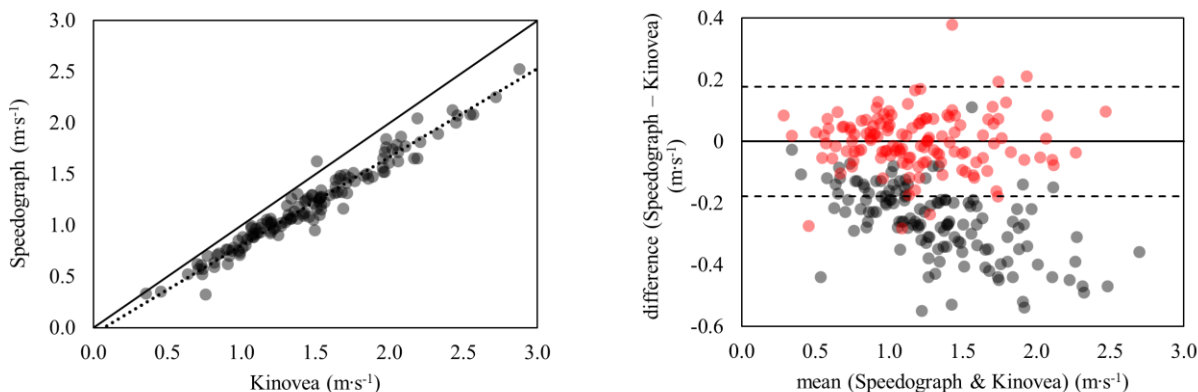 3.0
2.5
2.0
1.5
1.0
0.5
0.0
Speedograph (m·s⁻¹)
0.0 0.5 1.0 1.5 2.0 2.5 3.0
Kinovea (m·s⁻¹)
0.4
0.2
0
-0.2
-0.4
-0.6
difference (Speedograph – Kinovea)
(m·s⁻¹)
0.0 0.5 1.0 1.5 2.0 2.5 3.0
mean (Speedograph & Kinovea) (m·s⁻¹)